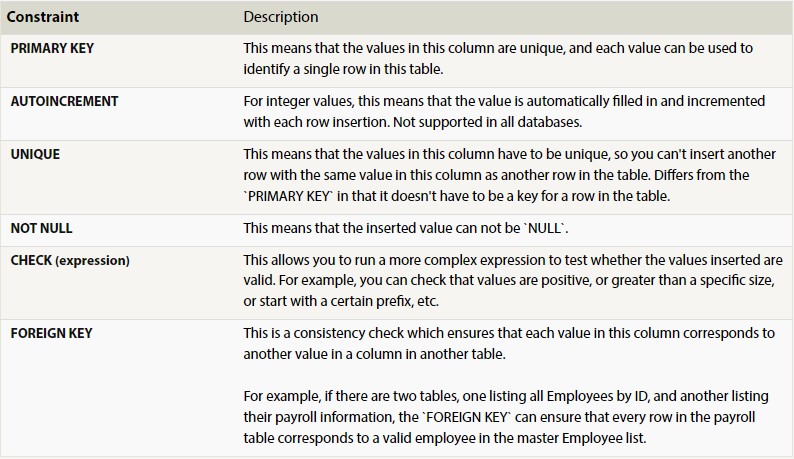 Constraint Description
PRIMARY KEY This means that the values in this column are unique, and each value can be used to
identify a single row in this table.
AUTOINCREMENT For integer values, this means that the value is automatically filled in and incremented
with each row insertion. Not supported in all databases.
UNIQUE This means that the values in this column have to be unique, so you can't insert another
row with the same value in this column as another row in the table. Differs from the
`PRIMARY KEY` in that it doesn't have to be a key for a row in the table.
NOT NULL This means that the inserted value can not be `NULL`.
CHECK (expression) This allows you to run a more complex expression to test whether the values inserted are
valid. For example, you can check that values are positive, or greater than a specific size,
or start with a certain prefix, etc.
FOREIGN KEY This is a consistency check which ensures that each value in this column corresponds to
another value in a column in another table.
For example, if there are two tables, one listing all Employees by ID, and another listing
their payroll information, the `FOREIGN KEY` can ensure that every row in the payroll
table corresponds to a valid employee in the master Employee list.